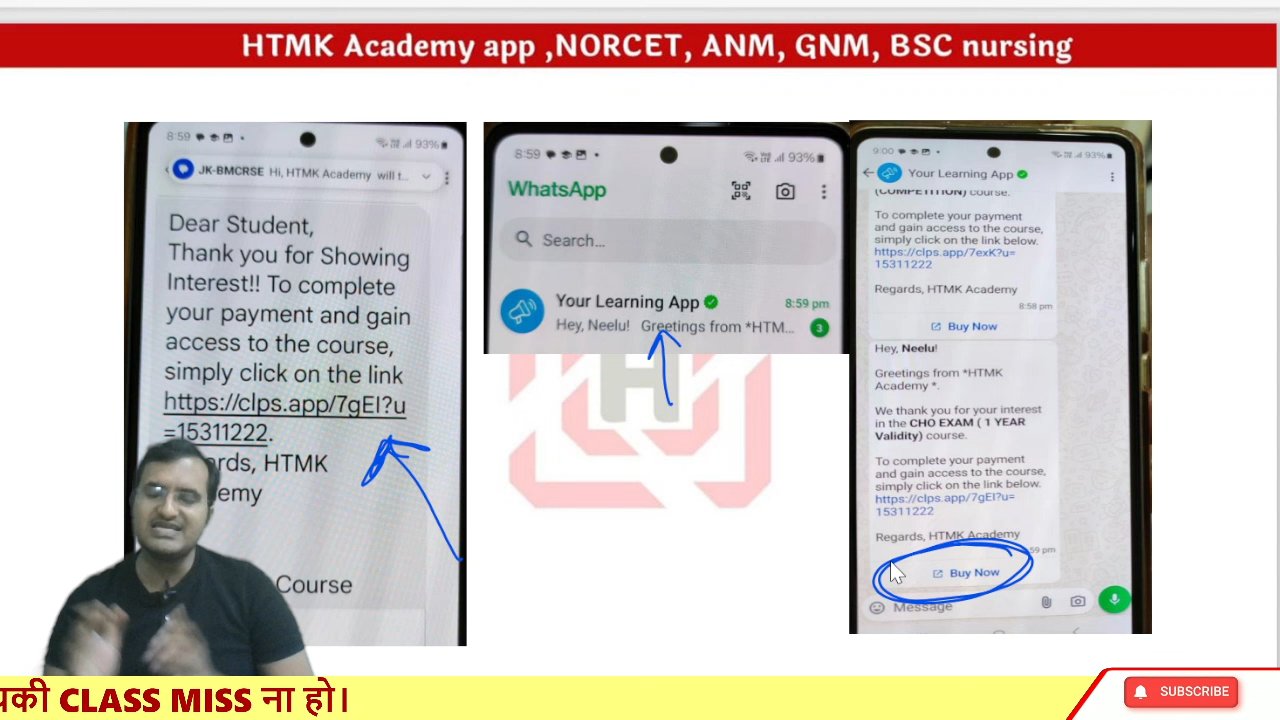 HTMK Academy app ,NORCET, ANM, GNM, BSC nursing
8:59
93%
JK-BMCRSE Hi, HTMK Academy will t...
Dear Student,
Thank you for Showing
Interest!! To complete
your payment and gain
access to the course,
simply click on the link
https://clps.app/7gEI?u
=15311222.
HTMK
Course
8:59
93%
WhatsApp
Search...
Your Learning App
8:59 pm
Hey, Neelu! Greetings from *HTM...
3
9:00
93%
Your Learning App
(COMPETITION) course.
To complete your payment
and gain access to the course,
simply click on the link below.
https://clps.app/7exK?u=
15311222
Regards, HTMK Academy
8:58 pm
Buy Now
Hey, Neelu!
Greetings from *HTMK
Academy *.
We thank you for your interest
in the CHO EXAM ( 1 YEAR
Validity) course.
To complete your payment
and gain access to the course,
simply click on the link below.
https://clps.app/7gEI?u=
15311222
Regards, HTMK Academy
Buy Now
Message
CLASS MISS ना हो।
SUBSCRIBE